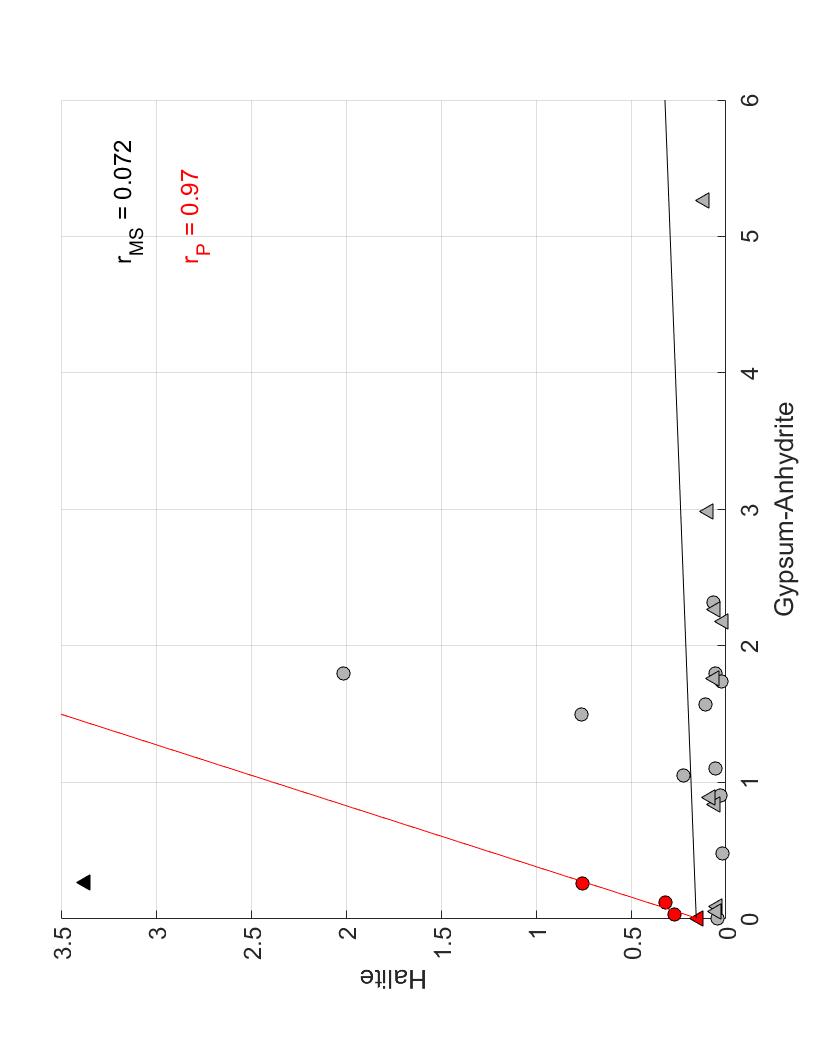 3.5
3
2.5
2
1.5
1
0.5
0
Halite
r_MS = 0.072
r_P = 0.97
0 1 2 3 4 5 6
Gypsum-Anhydrite